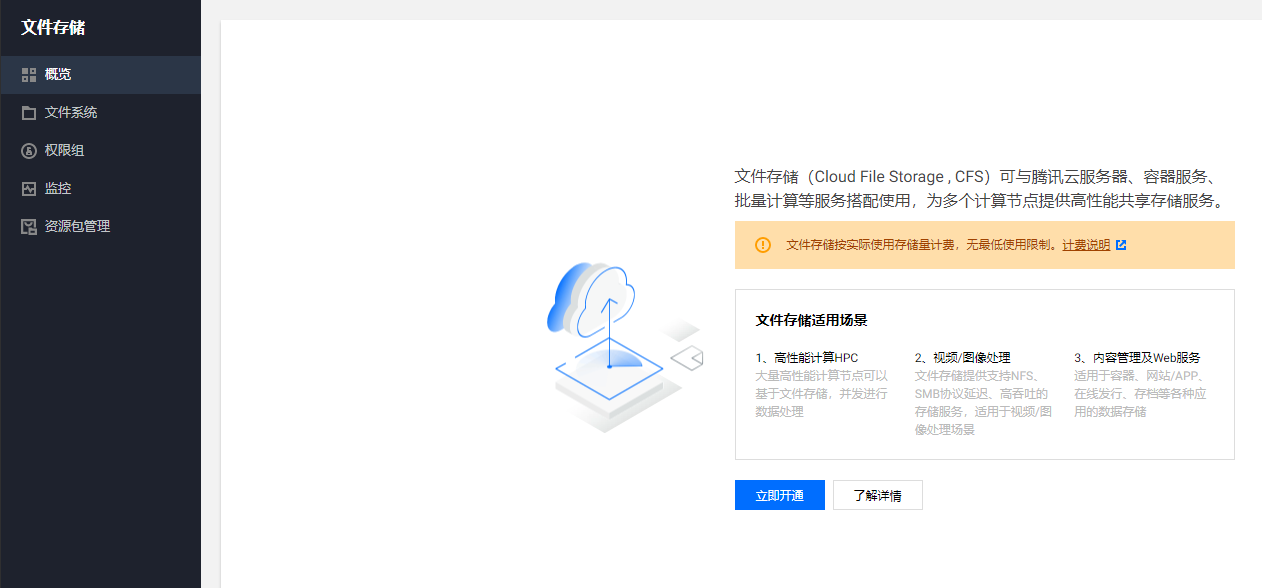 文件存储
概览
文件系统
权限组
监控
资源包管理
文件存储（Cloud File Storage , CFS）可与腾讯云服务器、容器服务、
批量计算等服务搭配使用，为多个计算节点提供高性能共享存储服务。
文件存储按实际使用存储量计费，无最低使用限制。计费说明
文件存储适用场景
1、高性能计算HPC
大量高性能计算节点可以
基于文件存储，并发进行
数据处理
2、视频/图像处理
文件存储提供支持NFS、
SMB协议延迟、高吞吐的
存储服务，适用于视频/图
像处理场景
3、内容管理及Web服务
适用于容器、网站/APP、
在线发行、存档等各种应
用的数据存储
立即开通
了解详情